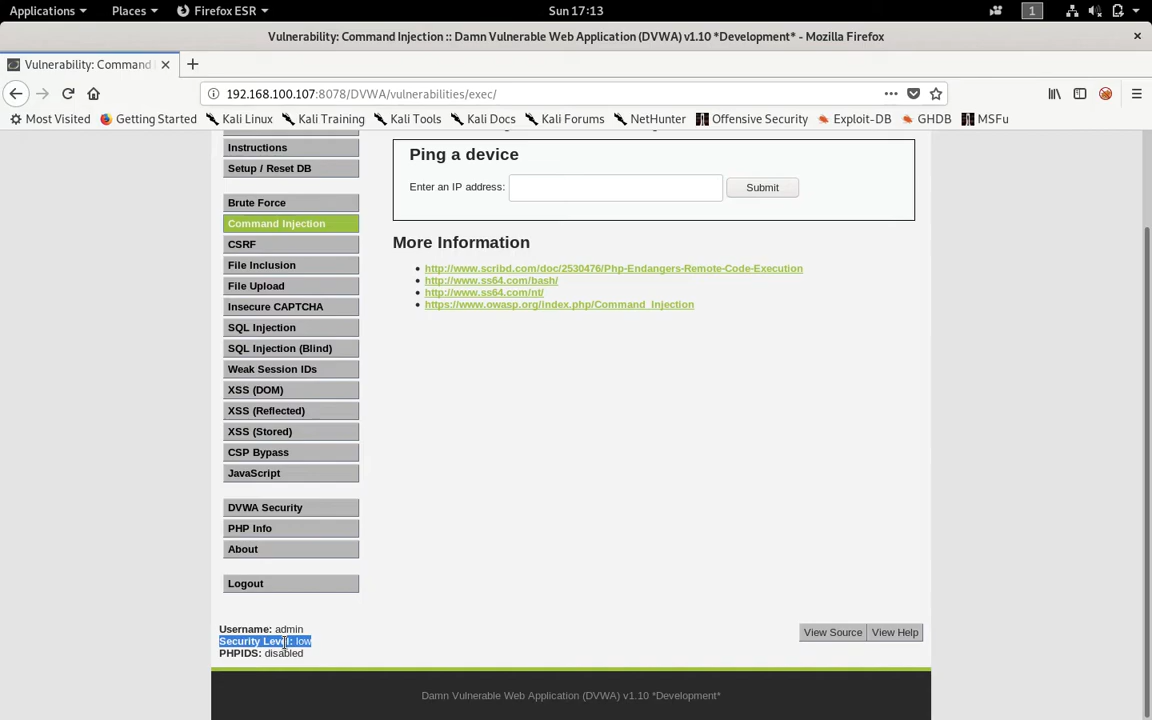 Applications Places Firefox ESR Sun 17:13 1
Vulnerability: Command Injection :: Damn Vulnerable Web Application (DVWA) v1.10 *Development* - Mozilla Firefox
Vulnerability: Command
192.168.100.107:8078/DVWA/vulnerabilities/exec/
Most Visited Getting Started Kali Linux Kali Training Kali Tools Kali Docs Kali Forums NetHunter Offensive Security Exploit-DB GHDB MSFu
Instructions
Setup / Reset DB
Brute Force
Command Injection
CSRF
File Inclusion
File Upload
Insecure CAPTCHA
SQL Injection
SQL Injection (Blind)
Weak Session IDs
XSS (DOM)
XSS (Reflected)
XSS (Stored)
CSP Bypass
JavaScript
DVWA Security
PHP Info
About
Logout
Ping a device
Enter an IP address: Submit
More Information
http://www.scribd.com/doc/2530476/Php-Endangers-Remote-Code-Execution
http://www.ss64.com/bash/
http://www.ss64.com/nt/
https://www.owasp.org/index.php/Command_Injection
Username: admin
Security Level: low
PHPIDS: disabled
View Source View Help
Damn Vulnerable Web Application (DVWA) v1.10 *Development*